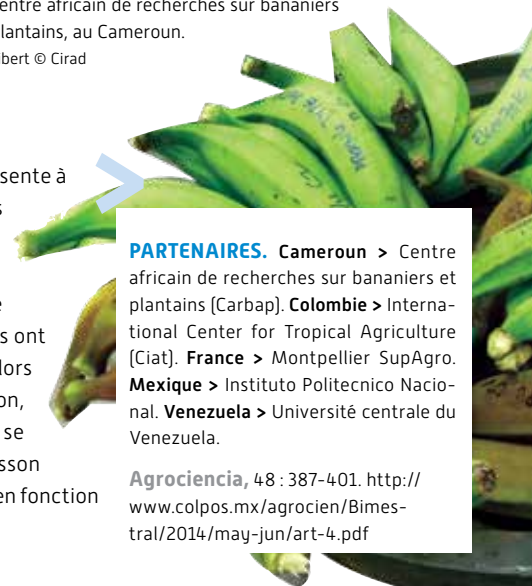 entre africain de recherches sur bananiers
lantains, au Cameroun.
bert © Cirad
sente à
s
e
s ont
lors
on,
se
sson
en fonction
PARTENAIRES. Cameroun > Centre
africain de recherches sur bananiers et
plantains (Carbap). Colombie > Interna-
tional Center for Tropical Agriculture
(Ciat). France > Montpellier SupAgro.
Mexique > Instituto Politecnico Nacio-
nal. Venezuela > Université centrale du
Venezuela.
Agrociencia, 48 : 387-401. http://
www.colpos.mx/agrocien/Bimes-
tral/2014/may-jun/art-4.pdf